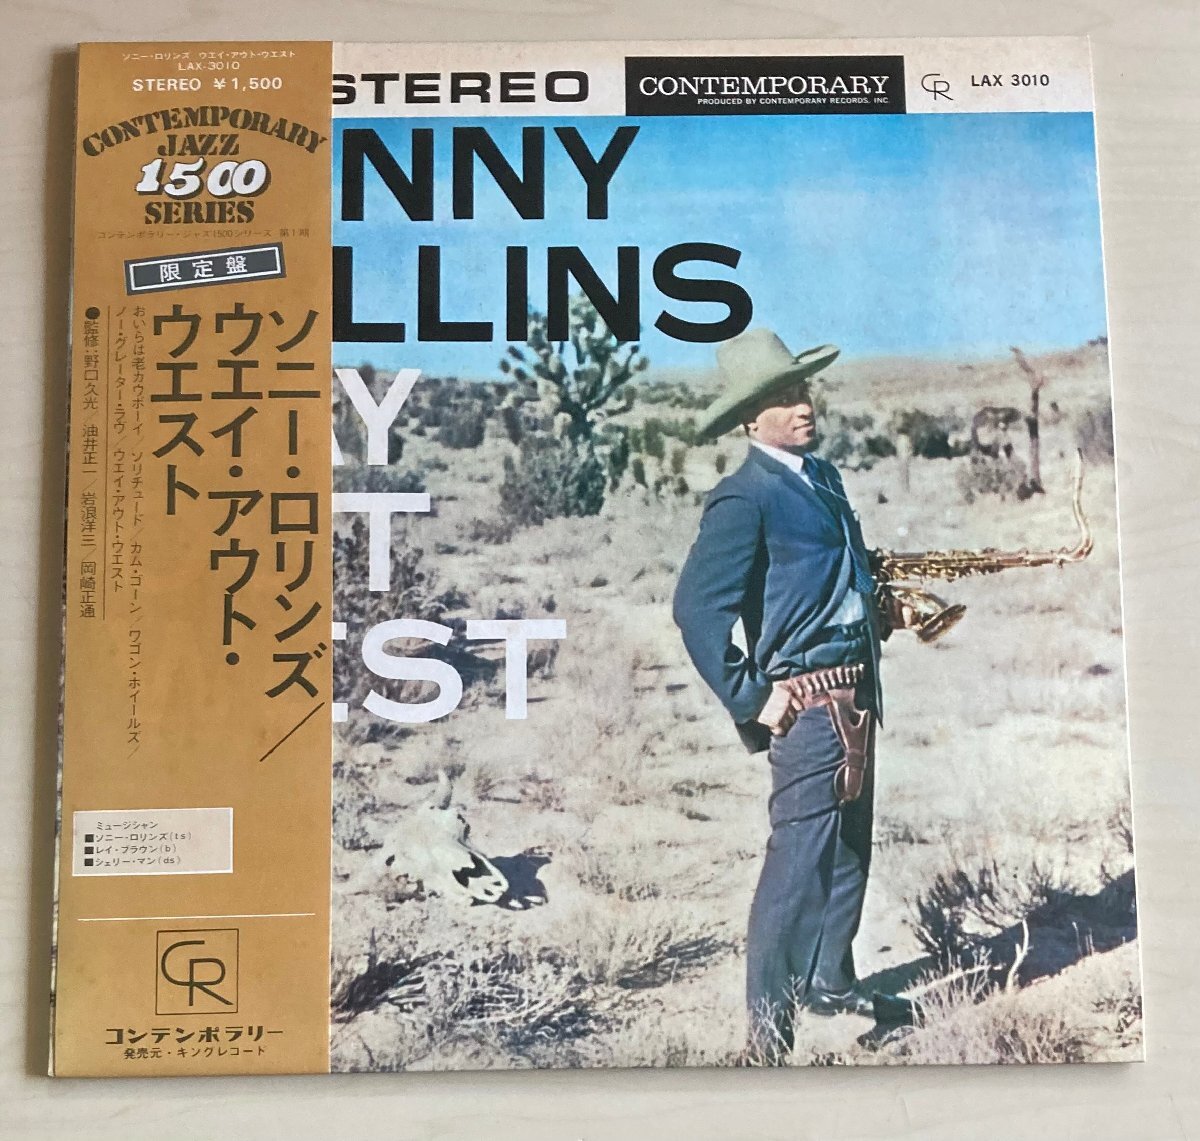 ソニー・ロリンズ ウエイ・アウト・ウエスト
LAX-3010
STEREO ¥1,500
CONTEMPORARY
JAZZ
1500
SERIES
コンテンポラリー・ジャズ1500シリーズ 第1期
限定盤
ソニー・ロリンズ／
ウエイ・アウト・
ウエスト
おいらは老カウボーイ／ソリチュード／カム・ゴーン／ワゴン・ホイールズ／
ノー・グレーター・ラヴ／ウエイ・アウト・ウエスト
●監修:野口久光／油井正一／岩浪洋三／岡崎正通
ミュージシャン
■ソニー・ロリンズ(ts)
■レイ・ブラウン(b)
■シェリー・マン(ds)
CR
コンテンポラリー
発売元・キングレコード
STEREO
CONTEMPORARY
PRODUCED BY CONTEMPORARY RECORDS, INC.
CR
LAX 3010
NNY
LLINS
AY
T
EST